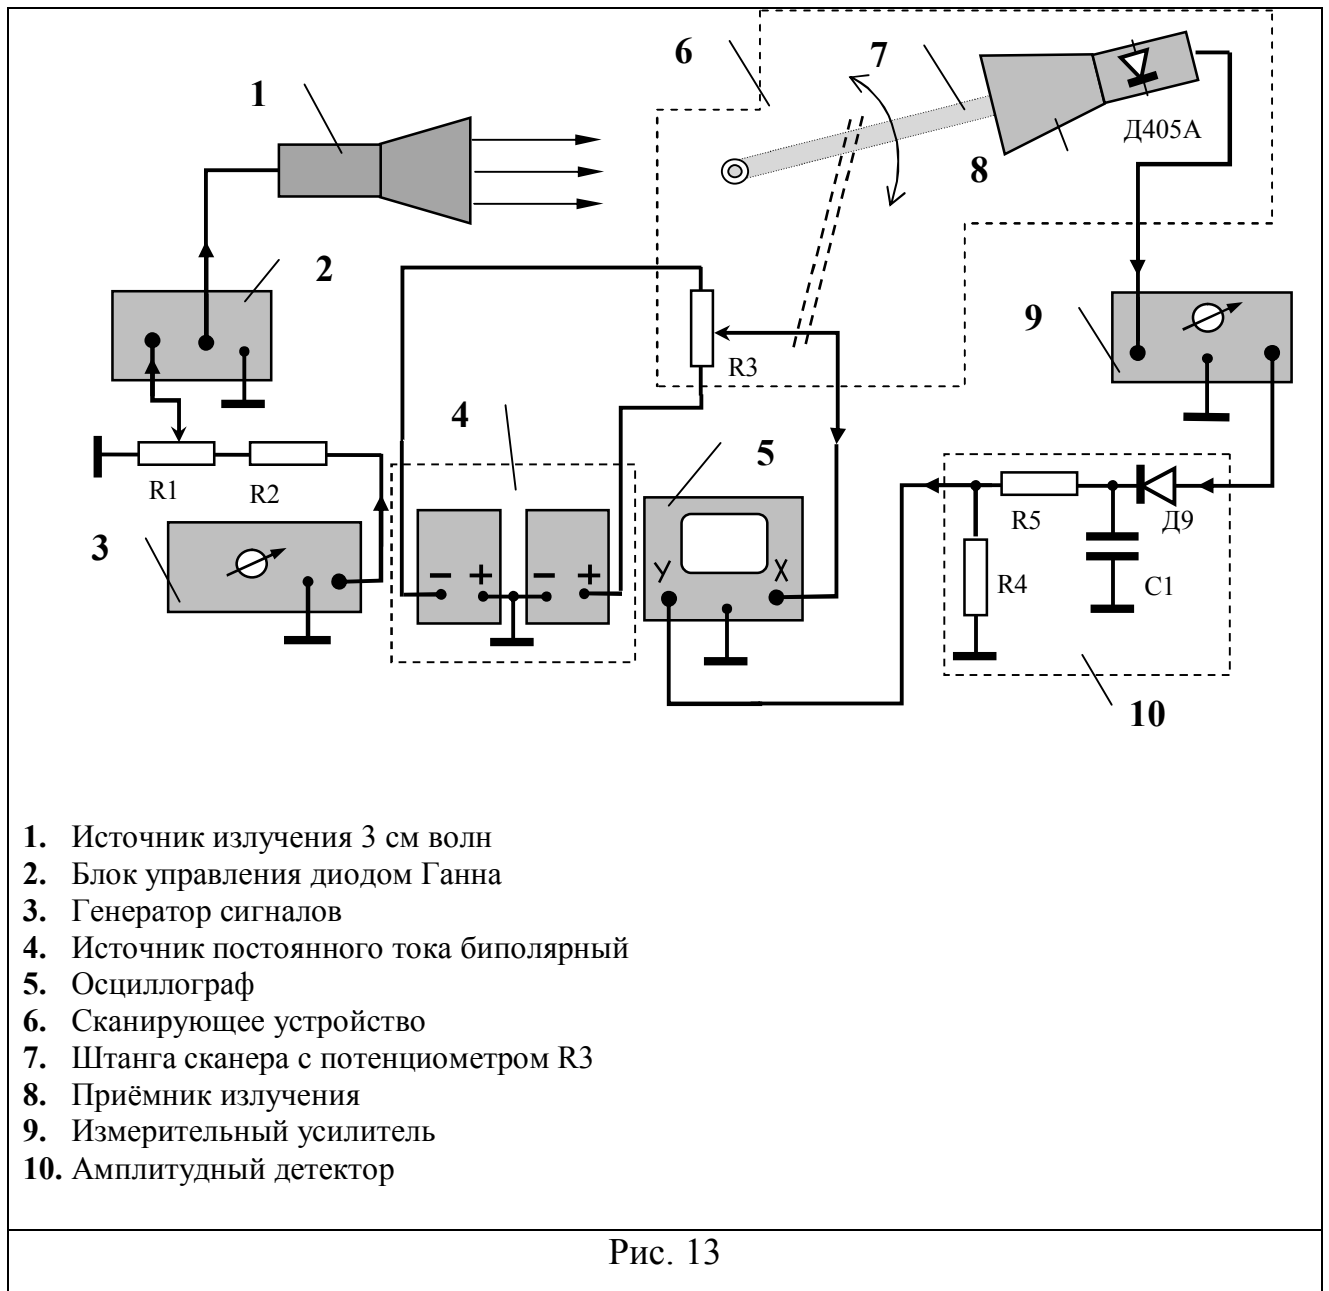 6
7
1
Д405А
8
2
9
R3
4
5
R1
R2
R5
Д9
3
− + − +
Y X
R4
C1
10
1. Источник излучения 3 см волн
2. Блок управления диодом Ганна
3. Генератор сигналов
4. Источник постоянного тока биполярный
5. Осциллограф
6. Сканирующее устройство
7. Штанга сканера с потенциометром R3
8. Приёмник излучения
9. Измерительный усилитель
10. Амплитудный детектор
Рис. 13